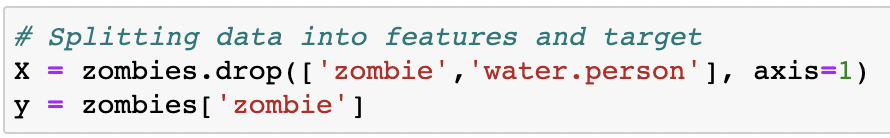 # Splitting data into features and target
X = zombies.drop(['zombie','water.person'], axis=1)
y = zombies['zombie']